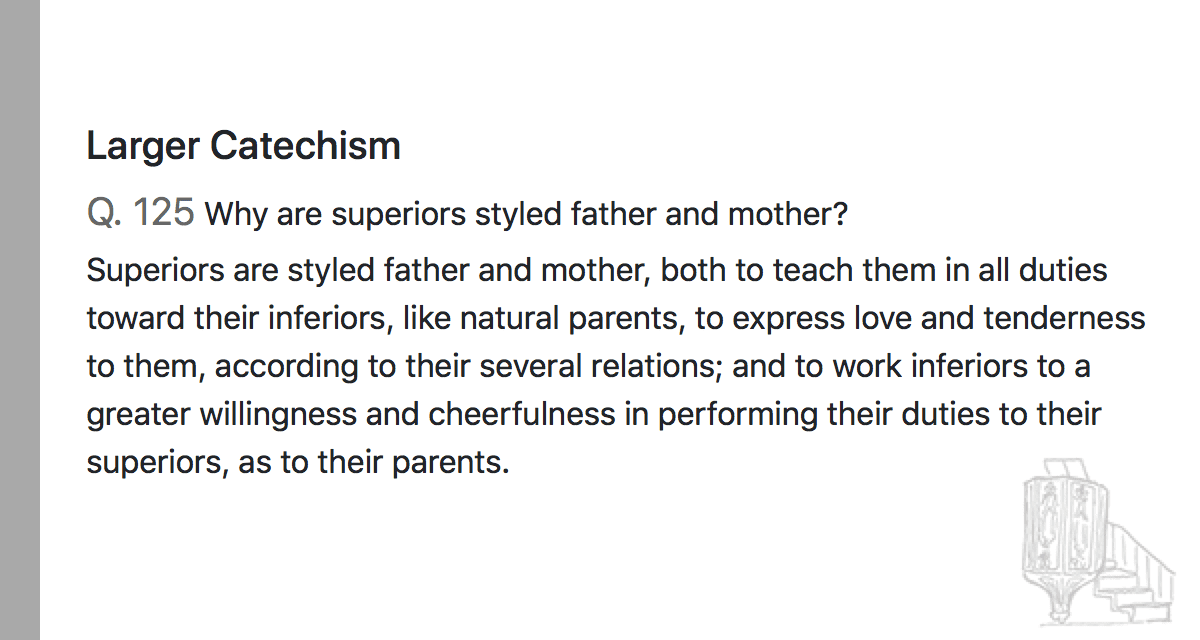 Larger Catechism
Q. 125 Why are superiors styled father and mother?
Superiors are styled father and mother, both to teach them in all duties
toward their inferiors, like natural parents, to express love and tenderness
to them, according to their several relations; and to work inferiors to a
greater willingness and cheerfulness in performing their duties to their
superiors, as to their parents.